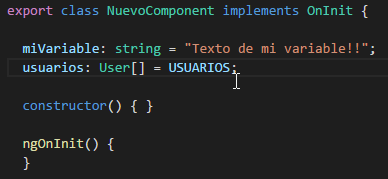 export class NuevoComponent implements OnInit {
miVariable: string = "Texto de mi variable!!";
usuarios: User[] = USUARIOS;
constructor() { }
ngOnInit() {
}